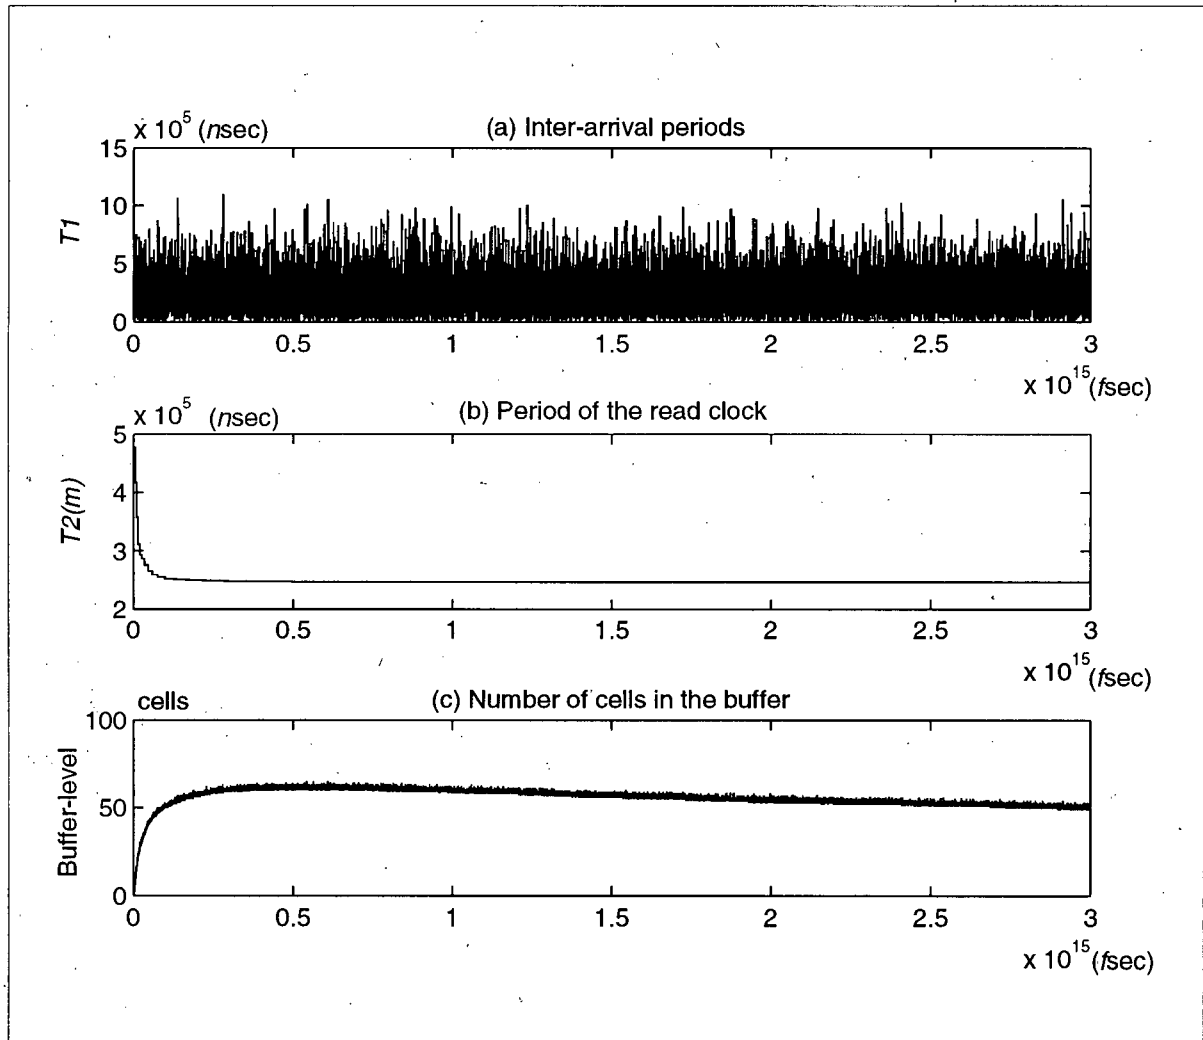 x 10^5 (nsec) (a) Inter-arrival periods
15
10
5
0
T1
0 0.5 1 1.5 2 2.5 3
x 10^15 (fsec)
x 10^5 (nsec) (b) Period of the read clock
5
4
3
2
T2(m)
0 0.5 1 1.5 2 2.5 3
x 10^15 (fsec)
cells (c) Number of cells in the buffer
100
50
0
Buffer-level
0 0.5 1 1.5 2 2.5 3
x 10^15 (fsec)